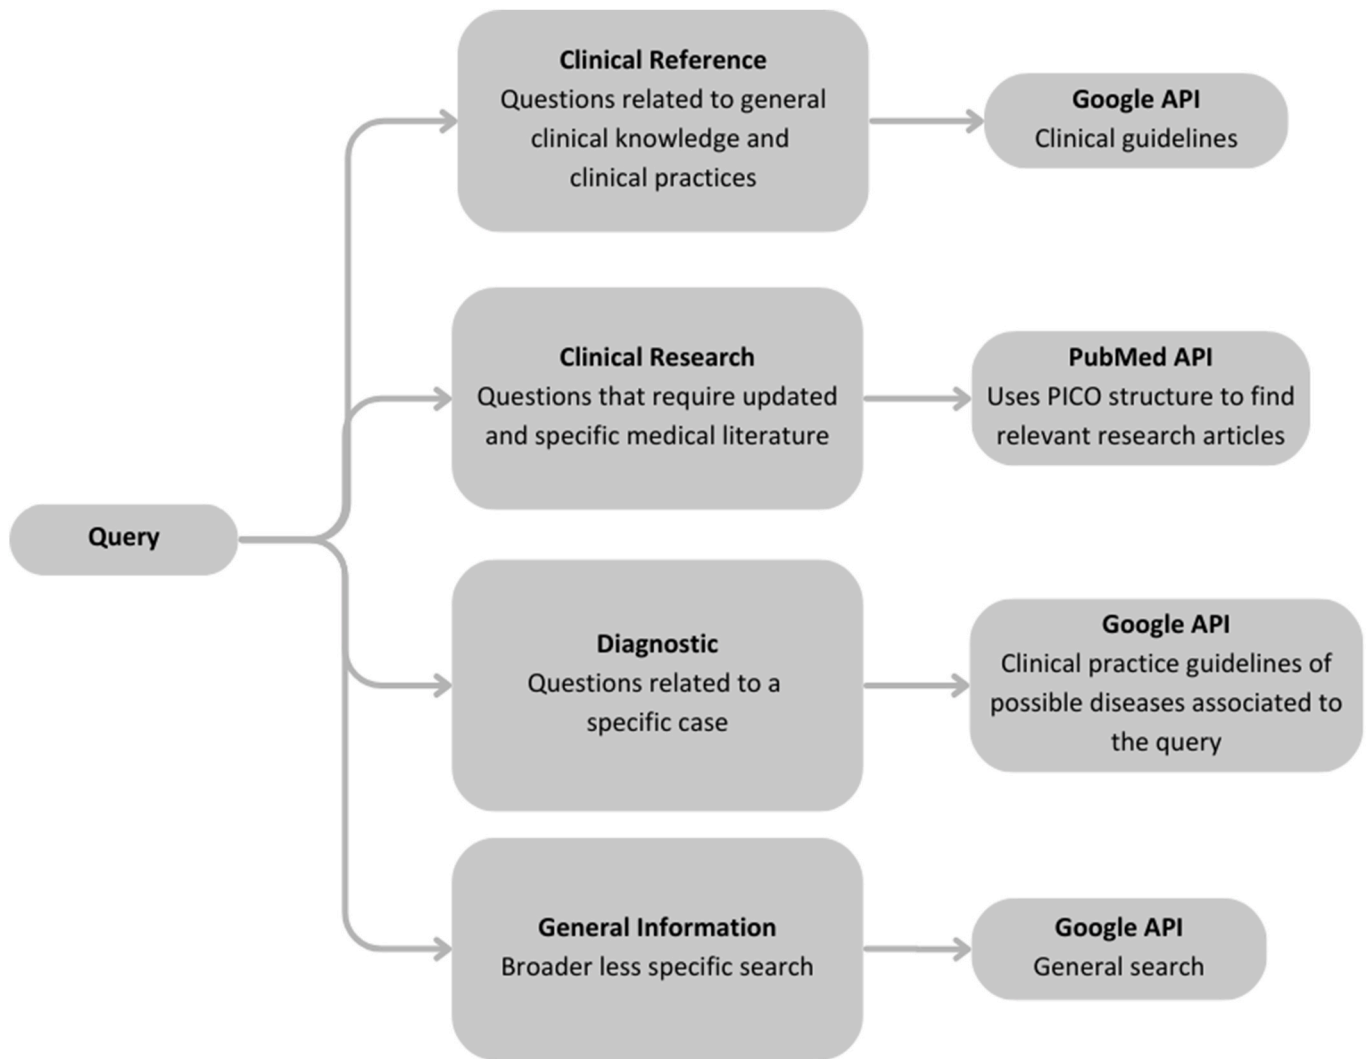 Clinical Reference
Questions related to general
clinical knowledge and
clinical practices
Google API
Clinical guidelines
Clinical Research
Questions that require updated
and specific medical literature
PubMed API
Uses PICO structure to find
relevant research articles
Query
Diagnostic
Questions related to a
specific case
Google API
Clinical practice guidelines of
possible diseases associated to
the query
General Information
Broader less specific search
Google API
General search